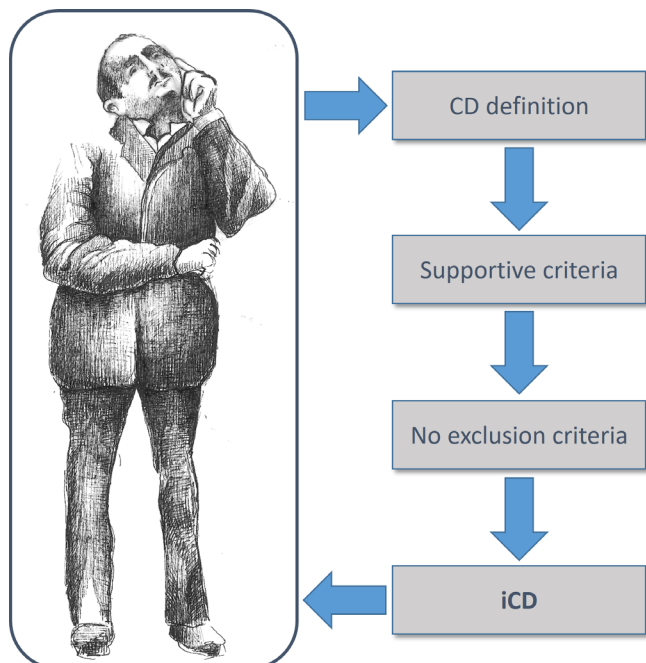 CD definition
Supportive criteria
No exclusion criteria
iCD